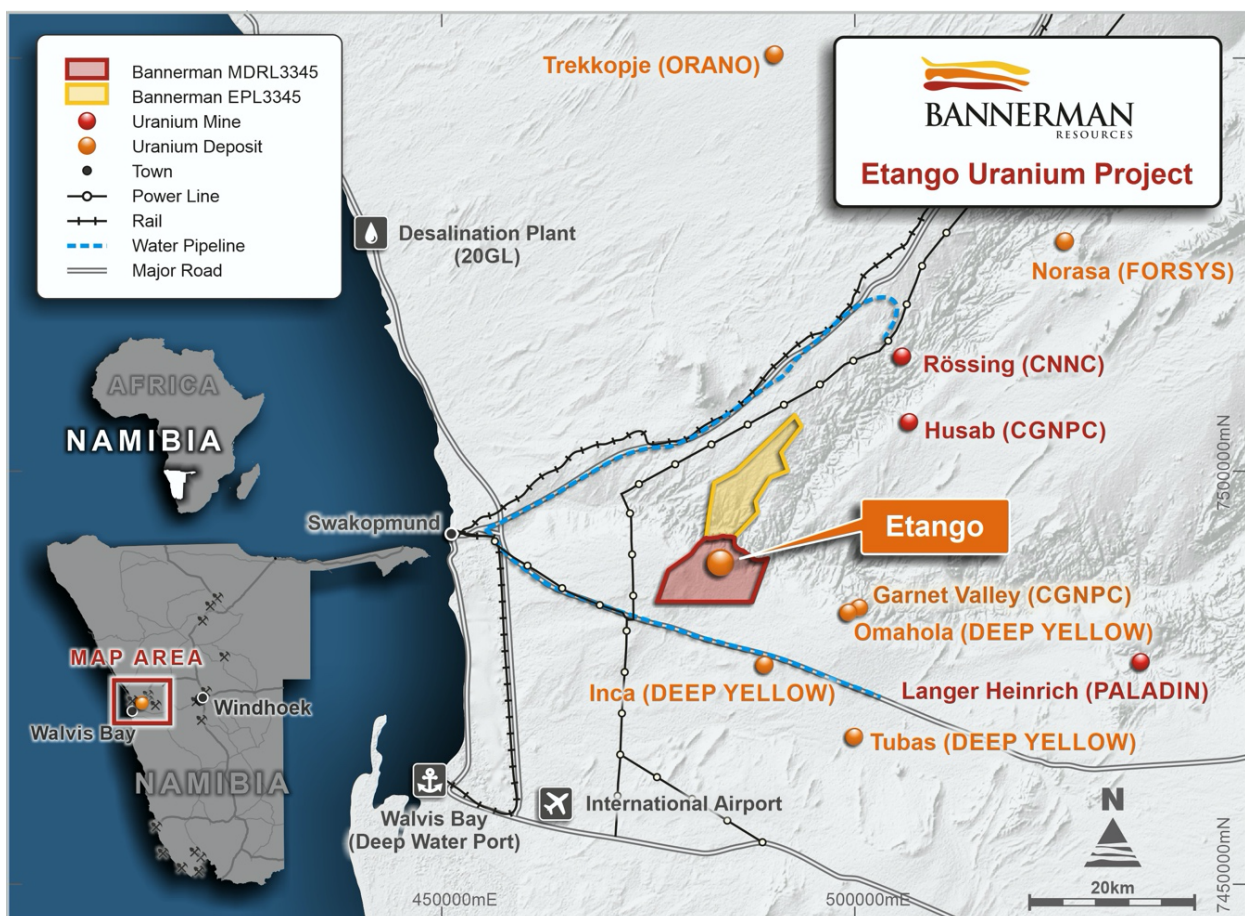 Bannerman MDRL3345
Bannerman EPL3345
Uranium Mine
Uranium Deposit
Town
Power Line
Rail
Water Pipeline
Major Road
Trekkopje (ORANO)
BANNERMAN
RESOURCES
Etango Uranium Project
Desalination Plant
(20GL)
Norasa (FORSYS)
Rössing (CNNC)
Husab (CGNPC)
AFRICA
NAMIBIA
Swakopmund
Etango
7500000mN
Garnet Valley (CGNPC)
Omahola (DEEP YELLOW)
MAP AREA
Windhoek
Walvis Bay
NAMIBIA
Inca (DEEP YELLOW)
Langer Heinrich (PALADIN)
Tubas (DEEP YELLOW)
Walvis Bay
(Deep Water Port)
International Airport
N
20km
450000mE
500000mE
7450000mN